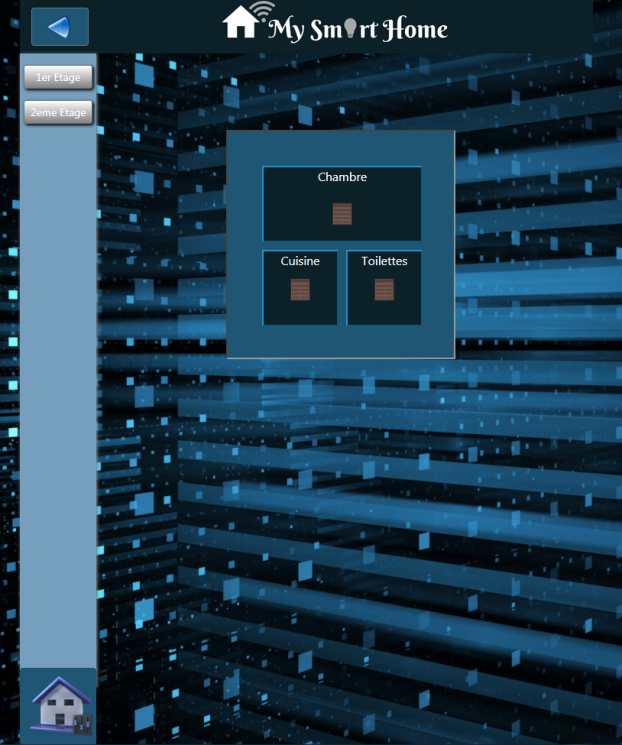 My Smart Home
1er Etage
2eme Etage
Chambre
Cuisine
Toilettes